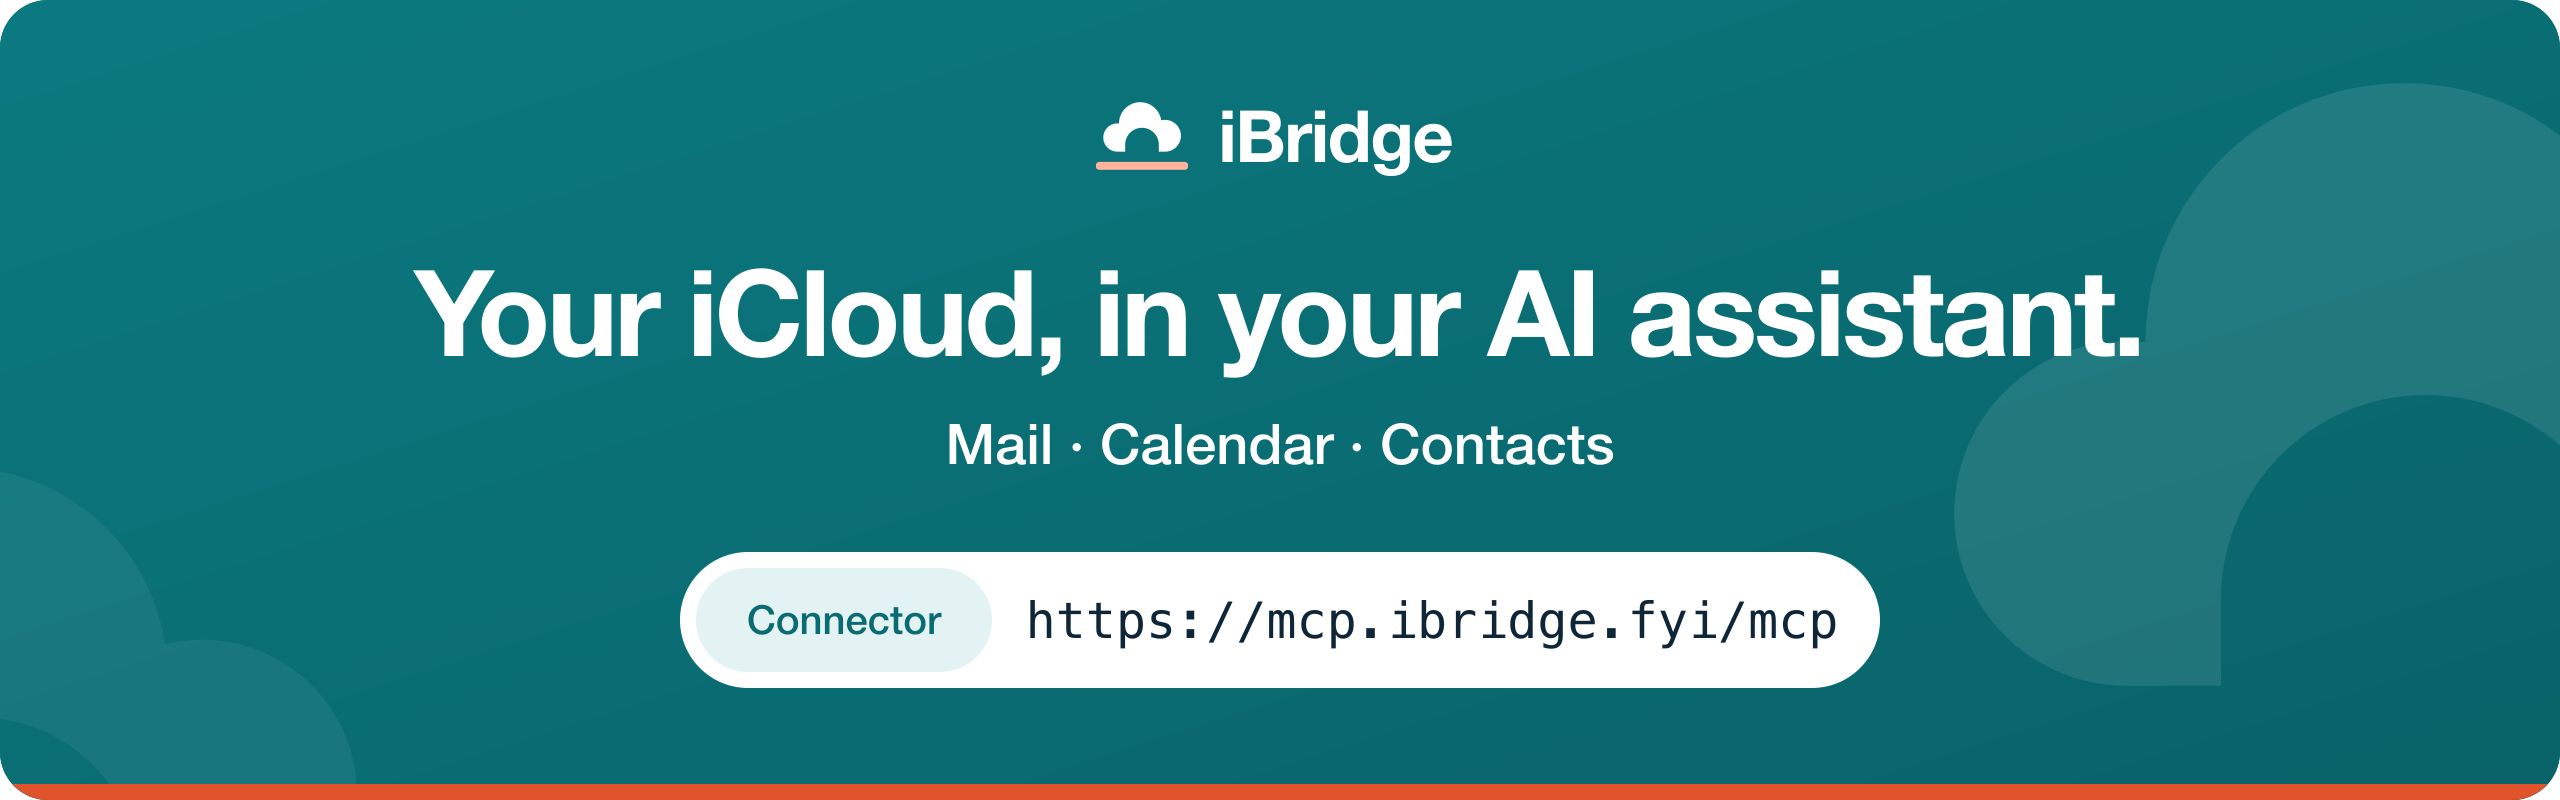 iBridge
Your iCloud, in your AI assistant.
Mail · Calendar · Contacts
Connector https://mcp.ibridge.fyi/mcp